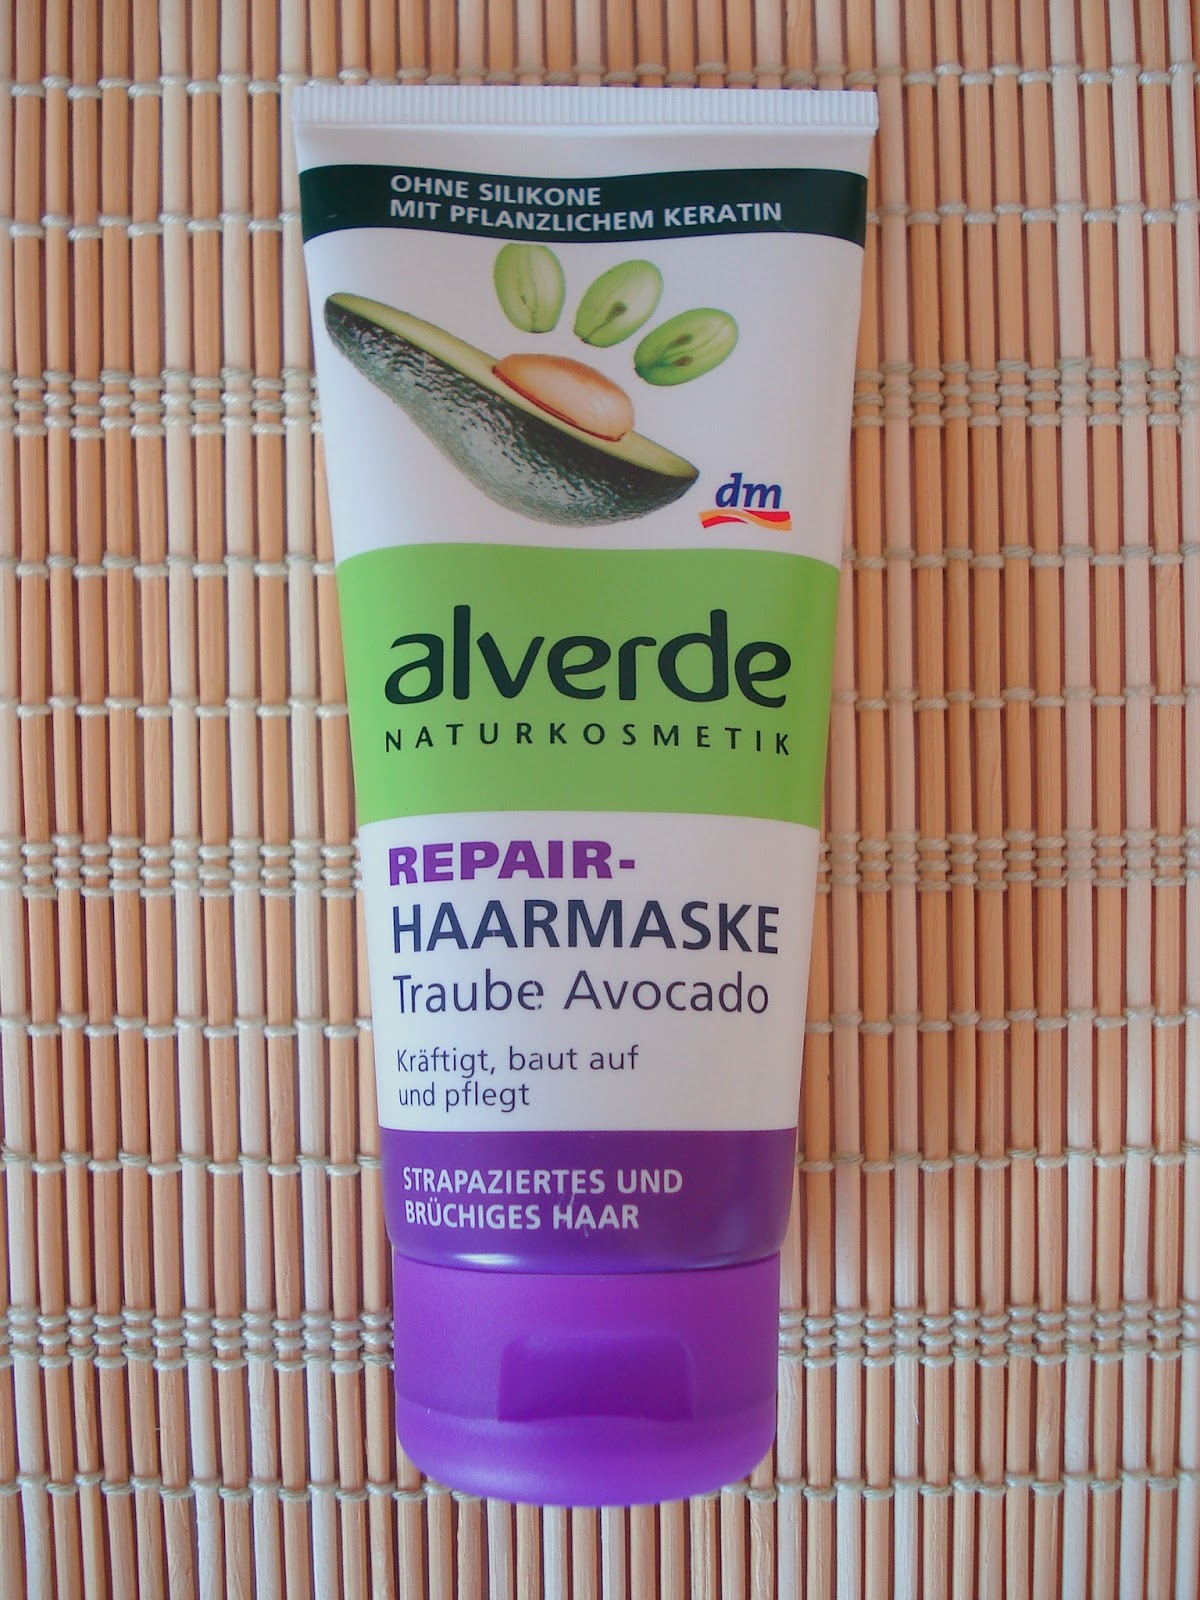 OHNE SILIKONE
MIT PFLANZLICHEM KERATIN
dm
alverde
NATURKOSMETIK
REPAIR-
HAARMASKE
Traube Avocado
Kräftigt, baut auf
und pflegt
STRAPAZIERTES UND
BRÜCHIGES HAAR